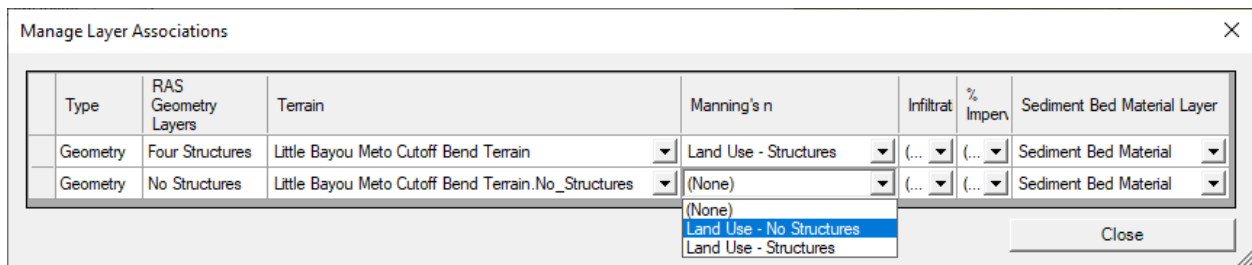 Manage Layer Associations
Type
RAS
Geometry
Layers
Terrain
Manning's n
Infiltrati
%
Imperv
Sediment Bed Material Layer
Geometry Four Structures Little Bayou Meto Cutoff Bend Terrain Land Use - Structures (... (... Sediment Bed Material
Geometry No Structures Little Bayou Meto Cutoff Bend Terrain.No_Structures (None) (... (... Sediment Bed Material
(None)
Land Use - No Structures
Land Use - Structures
Close